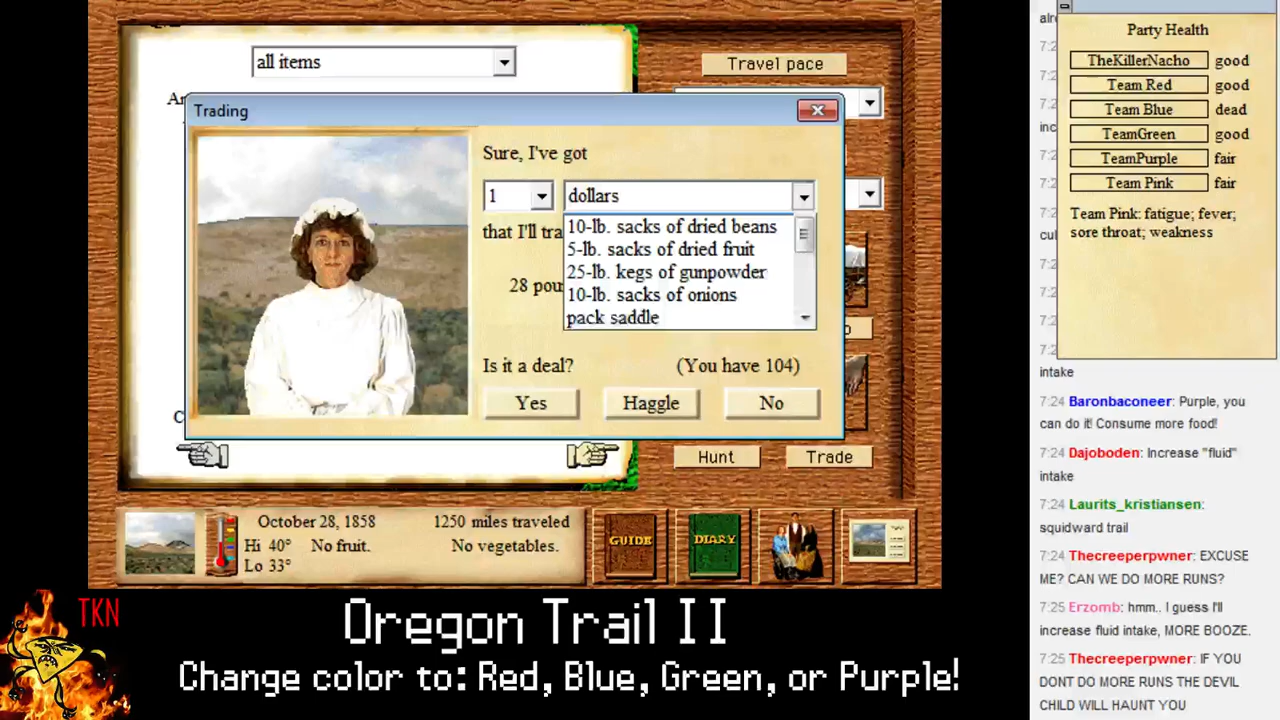 all items
Travel pace
Trading
Sure, I've got
1
dollars
that I'll tra
10-lb. sacks of dried beans
5-lb. sacks of dried fruit
25-lb. kegs of gunpowder
10-lb. sacks of onions
pack saddle
28 pou
Is it a deal?
(You have 104)
Yes
Haggle
No
Hunt
Trade
October 28, 1858
1250 miles traveled
Hi 40° No fruit.
No vegetables.
Lo 33°
GUIDE
DIARY
TKN
Oregon Trail II
Change color to: Red, Blue, Green, or Purple!
Party Health
TheKillerNacho good
Team Red good
Team Blue dead
TeamGreen good
TeamPurple fair
Team Pink fair
Team Pink: fatigue; fever;
sore throat; weakness
intake
7:24 Baronbaconeer: Purple, you
can do it! Consume more food!
7:24 Dajoboden: Increase "fluid"
intake
7:24 Laurits_kristiansen:
squidward trail
7:24 Thecreeperpwner: EXCUSE
ME? CAN WE DO MORE RUNS?
7:25 Erzomb: hmm.. I guess I'll
increase fluid intake, MORE BOOZE.
7:25 Thecreeperpwner: IF YOU
DONT DO MORE RUNS THE DEVIL
CHILD WILL HAUNT YOU